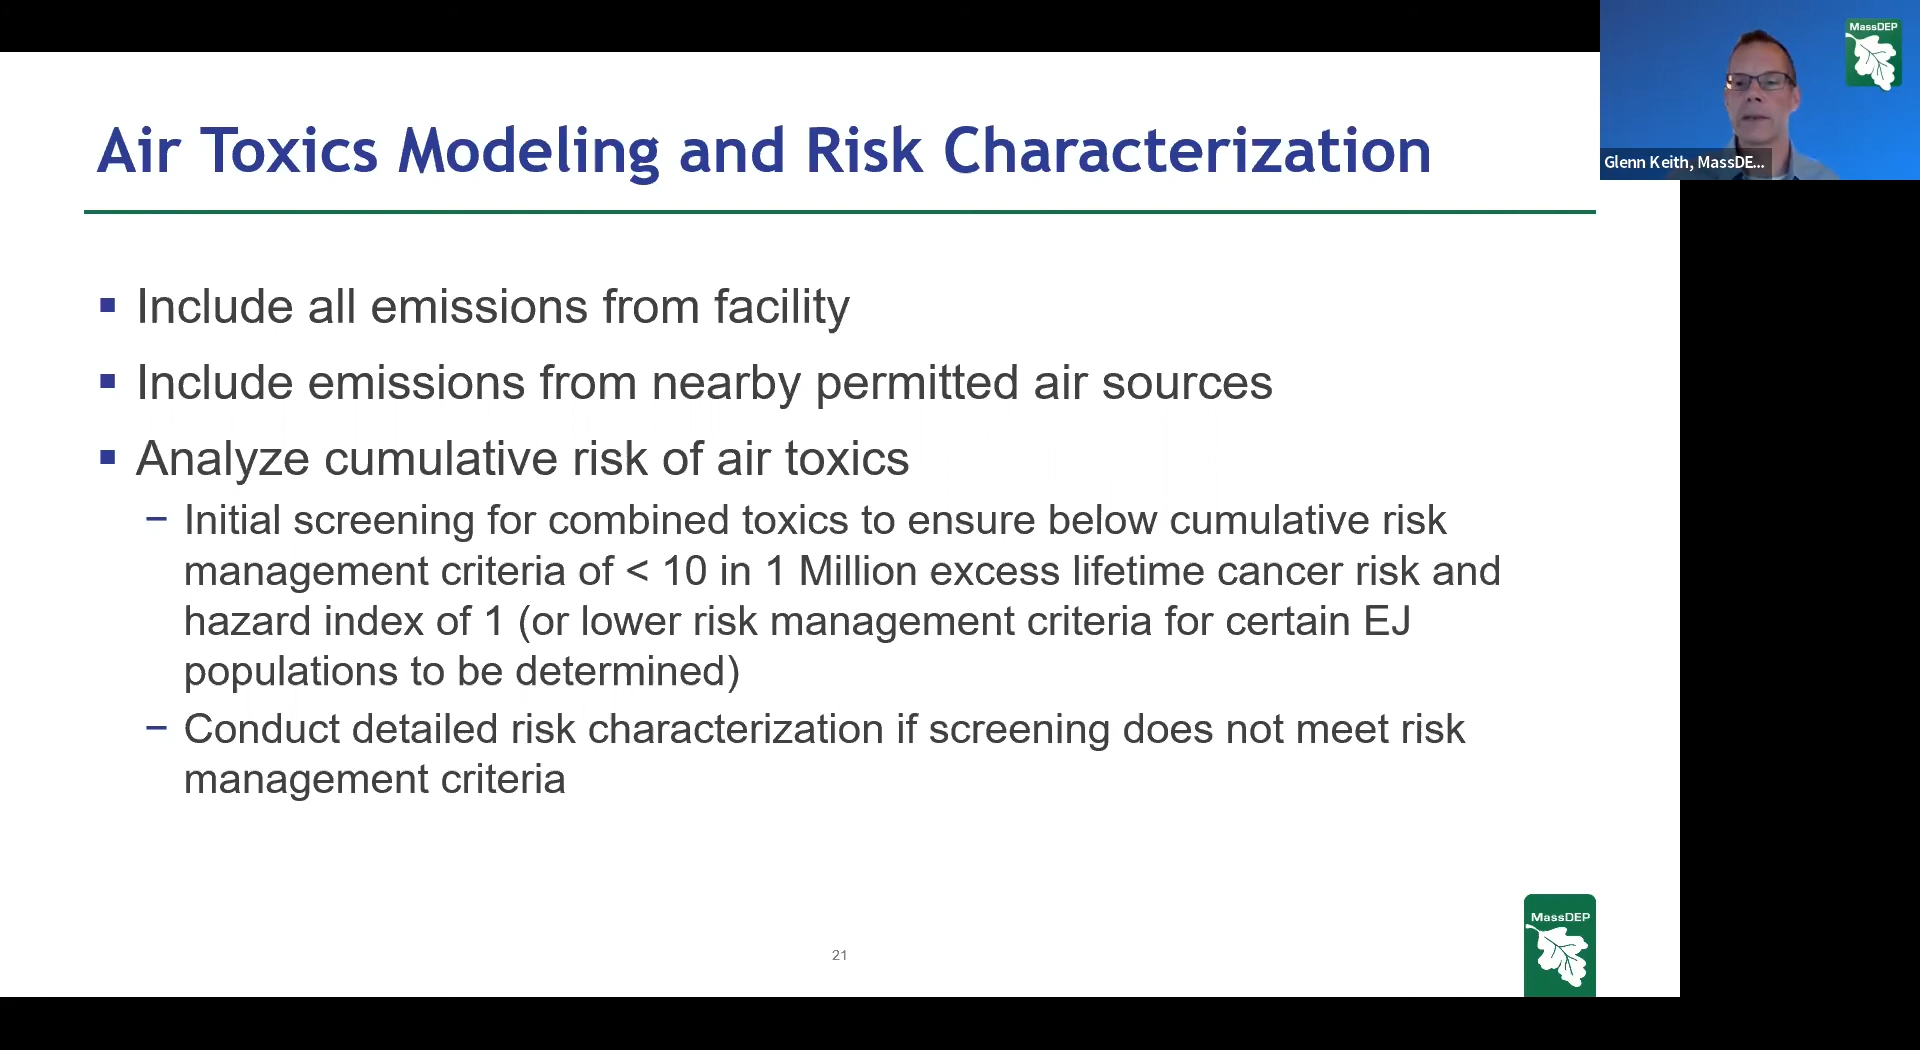 MassDEP
Glenn Keith, MassDE...
Air Toxics Modeling and Risk Characterization
▪ Include all emissions from facility
▪ Include emissions from nearby permitted air sources
▪ Analyze cumulative risk of air toxics
– Initial screening for combined toxics to ensure below cumulative risk
management criteria of < 10 in 1 Million excess lifetime cancer risk and
hazard index of 1 (or lower risk management criteria for certain EJ
populations to be determined)
– Conduct detailed risk characterization if screening does not meet risk
management criteria
MassDEP
21